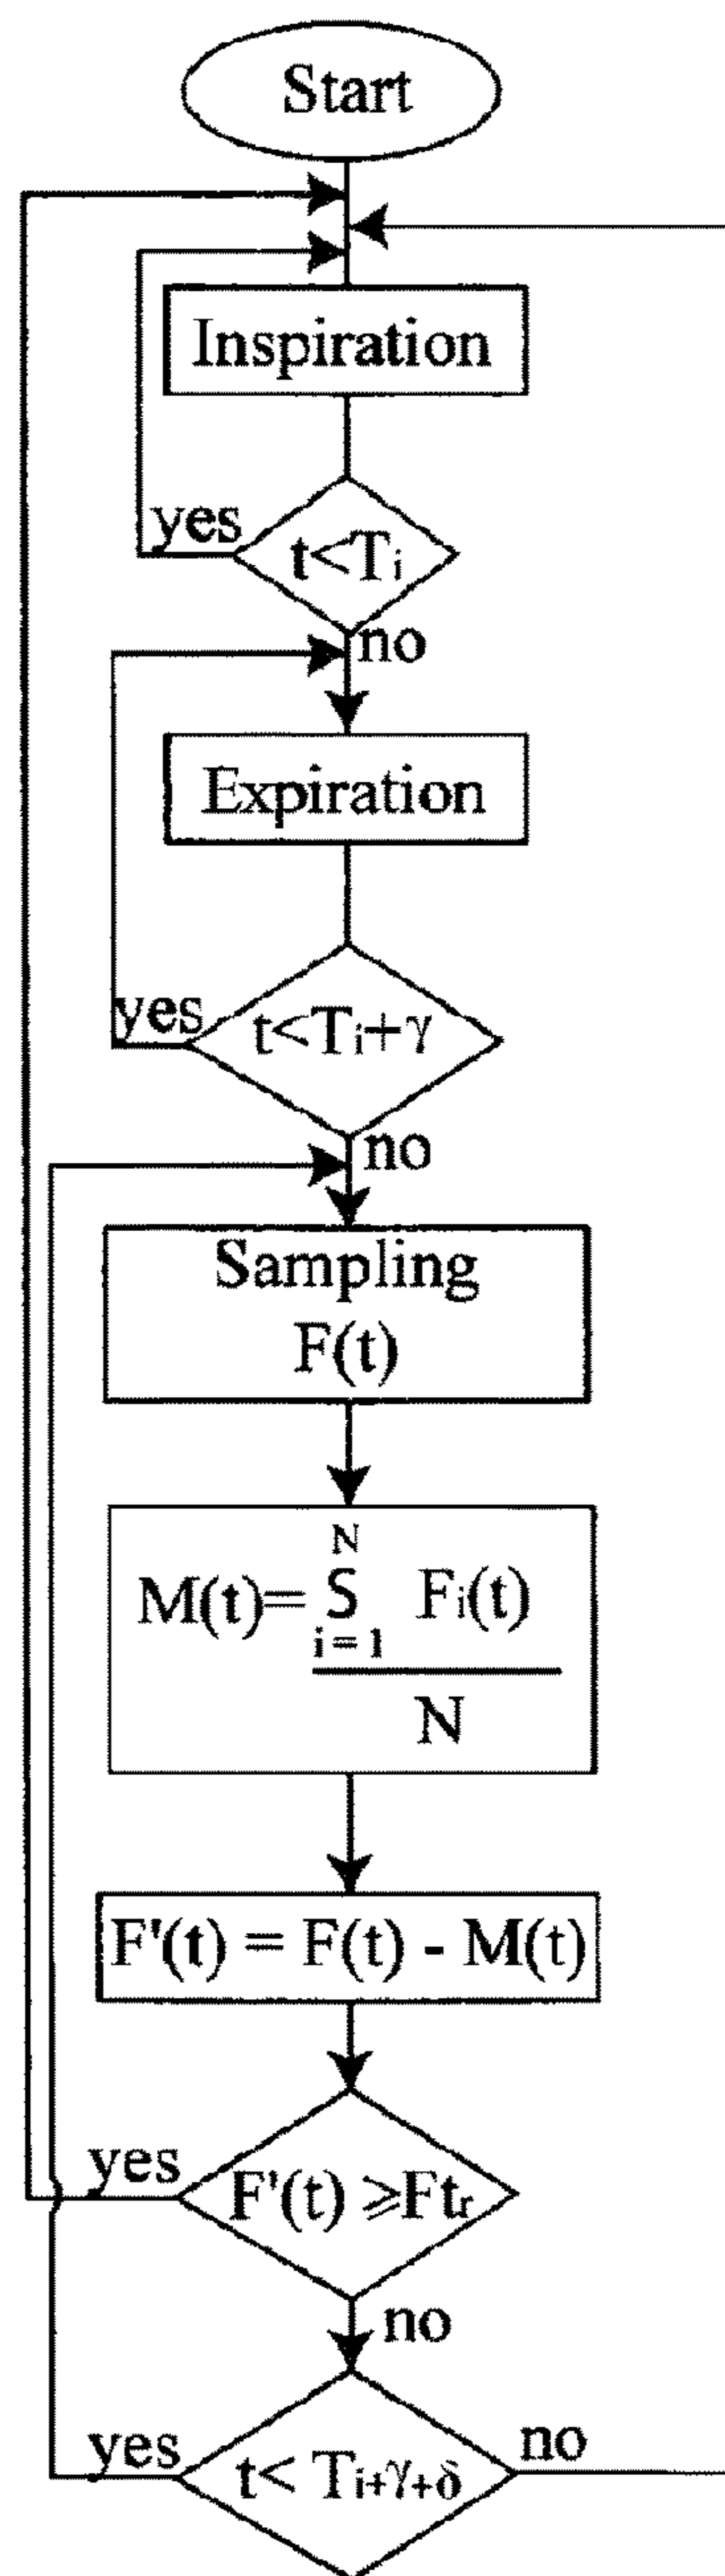 Start
Inspiration
yes
t<Ti
no
Expiration
yes
t<Ti+γ
no
Sampling
F(t)
N
M(t)= S Fi(t)
i = 1
N
F'(t) = F(t) - M(t)
yes
F'(t) ⩾Ftr
no
yes
t< Ti+γ+δ
no